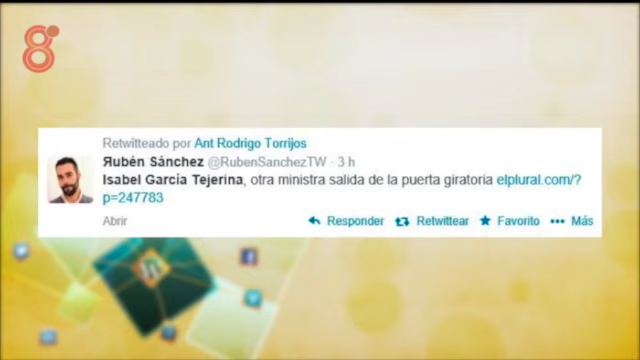 8
Retwitteado por Ant Rodrigo Torrijos
Яubén Sánchez @RubenSanchezTW · 3 h
Isabel García Tejerina, otra ministra salida de la puerta giratoria elplural.com/?
p=247783
Abrir
Responder Retwittear Favorito Más